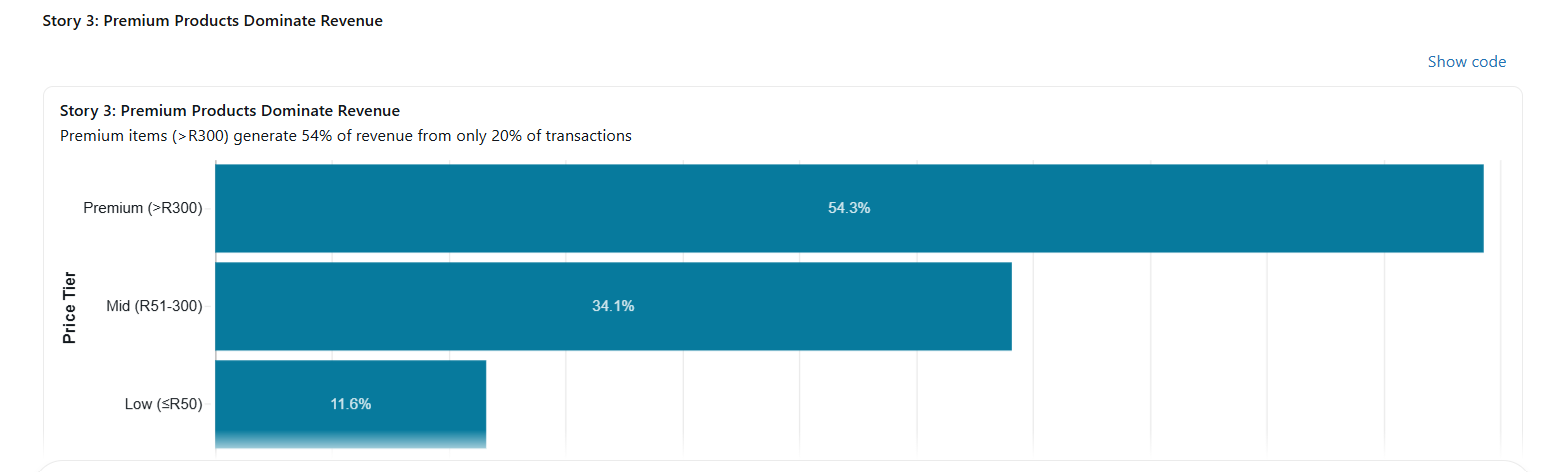 Story 3: Premium Products Dominate Revenue
Show code
Story 3: Premium Products Dominate Revenue
Premium items (>R300) generate 54% of revenue from only 20% of transactions
Premium (>R300)
54.3%
Mid (R51-300)
34.1%
Low (≤R50)
11.6%
Price Tier